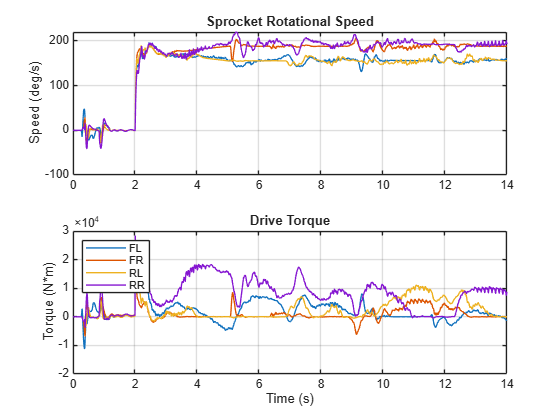 Sprocket Rotational Speed
Speed (deg/s)
200
100
0
-100
0 2 4 6 8 10 12 14
Drive Torque
×10⁴
Torque (N*m)
3
2
1
0
-1
-2
FL
FR
RL
RR
0 2 4 6 8 10 12 14
Time (s)